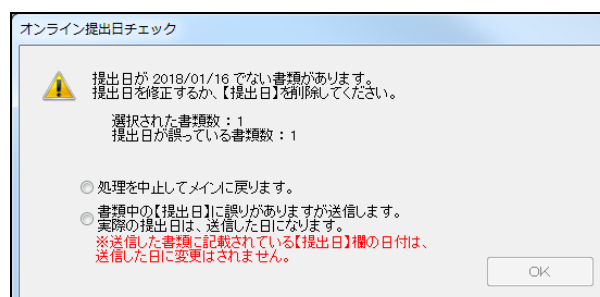 オンライン提出日チェック
提出日が 2018/01/16 でない書類があります。
提出日を修正するか、【提出日】を削除してください。
選択された書類数：1
提出日が誤っている書類数：1
処理を中止してメインに戻ります。
書類中の【提出日】に誤りがありますが送信します。
実際の提出日は、送信した日になります。
※送信した書類に記載されている【提出日】欄の日付は、
送信した日に変更はされません。
OK